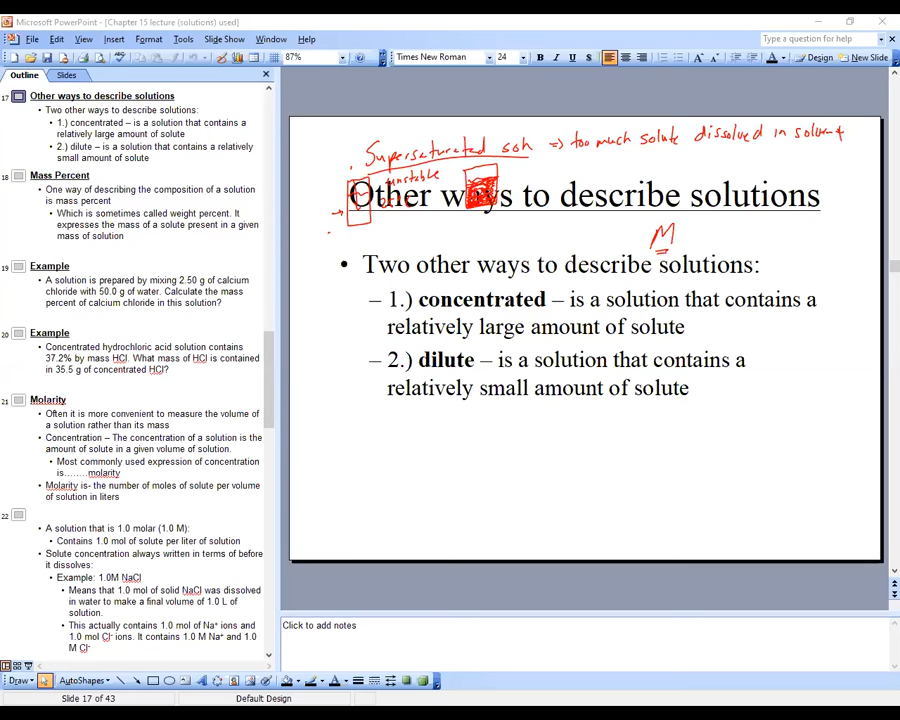 Microsoft PowerPoint - [Chapter 15 lecture (solutions) used]
File Edit View Insert Format Tools Slide Show Window Help
Type a question for help
87%
Times New Roman
24
Design
New Slide
Outline
Slides
17 Other ways to describe solutions
Two other ways to describe solutions:
1.) concentrated – is a solution that contains a
relatively large amount of solute
2.) dilute – is a solution that contains a relatively
small amount of solute
18 Mass Percent
One way of describing the composition of a solution
is mass percent
Which is sometimes called weight percent. It
expresses the mass of a solute present in a given
mass of solution
19 Example
A solution is prepared by mixing 2.50 g of calcium
chloride with 50.0 g of water. Calculate the mass
percent of calcium chloride in this solution?
20 Example
Concentrated hydrochloric acid solution contains
37.2% by mass HCl. What mass of HCl is contained
in 35.5 g of concentrated HCl?
21 Molarity
Often it is more convenient to measure the volume of
a solution rather than its mass
Concentration – The concentration of a solution is the
amount of solute in a given volume of solution.
Most commonly used expression of concentration
is……..molarity
Molarity is- the number of moles of solute per volume
of solution in liters
22
A solution that is 1.0 molar (1.0 M):
Contains 1.0 mol of solute per liter of solution
Solute concentration always written in terms of before
it dissolves:
Example: 1.0M NaCl
Means that 1.0 mol of solid NaCl was dissolved
in water to make a final volume of 1.0 L of
solution.
This actually contains 1.0 mol of Na⁺ ions and
1.0 mol Cl⁻ ions. It contains 1.0 M Na⁺ and 1.0
M Cl⁻
Supersaturated soln => too much solute dissolved in solvent
unstable
Other ways to describe solutions
M
• Two other ways to describe solutions:
– 1.) concentrated – is a solution that contains a
relatively large amount of solute
– 2.) dilute – is a solution that contains a
relatively small amount of solute
Click to add notes
Draw
AutoShapes
Slide 17 of 43
Default Design